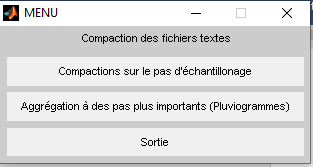 MENU
Compaction des fichiers textes
Compactions sur le pas d'échantillonage
Aggrégation à des pas plus importants (Pluviogrammes)
Sortie